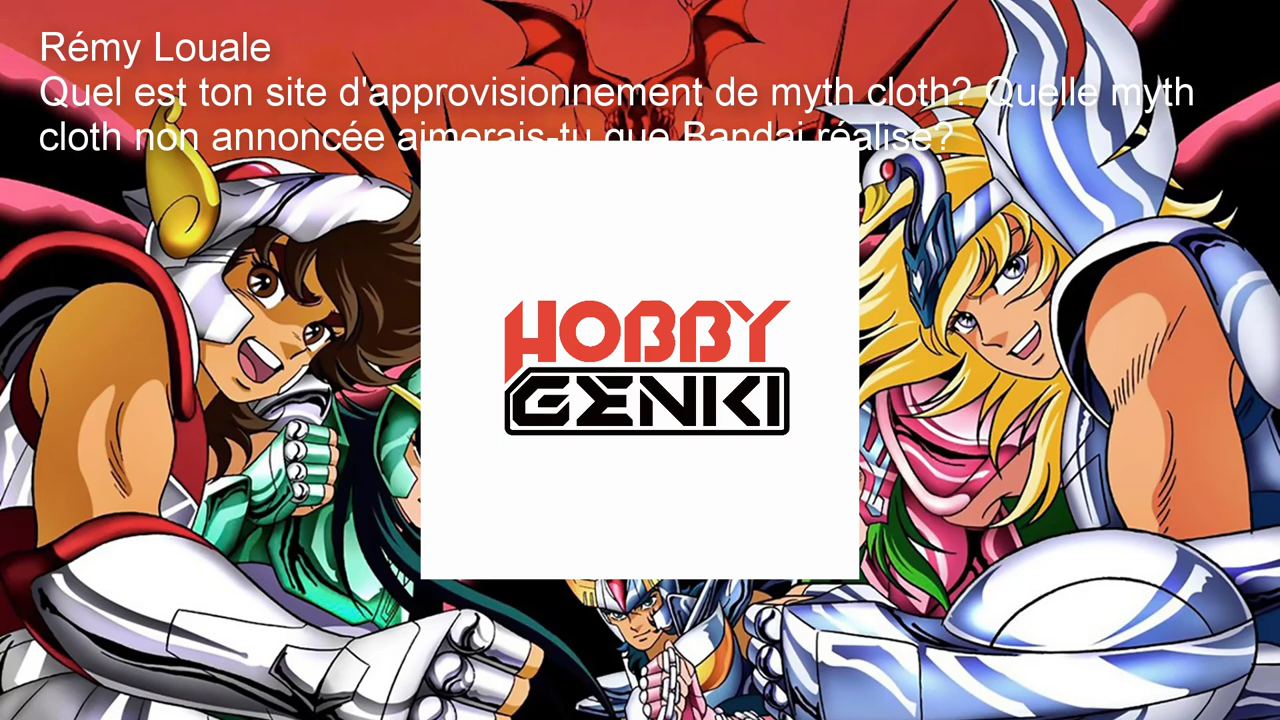 Rémy Louale
Quel est ton site d'approvisionnement de myth cloth? Quelle myth
cloth non annoncée aimerais-tu que Bandai réalise?
HOBBY
GENKI